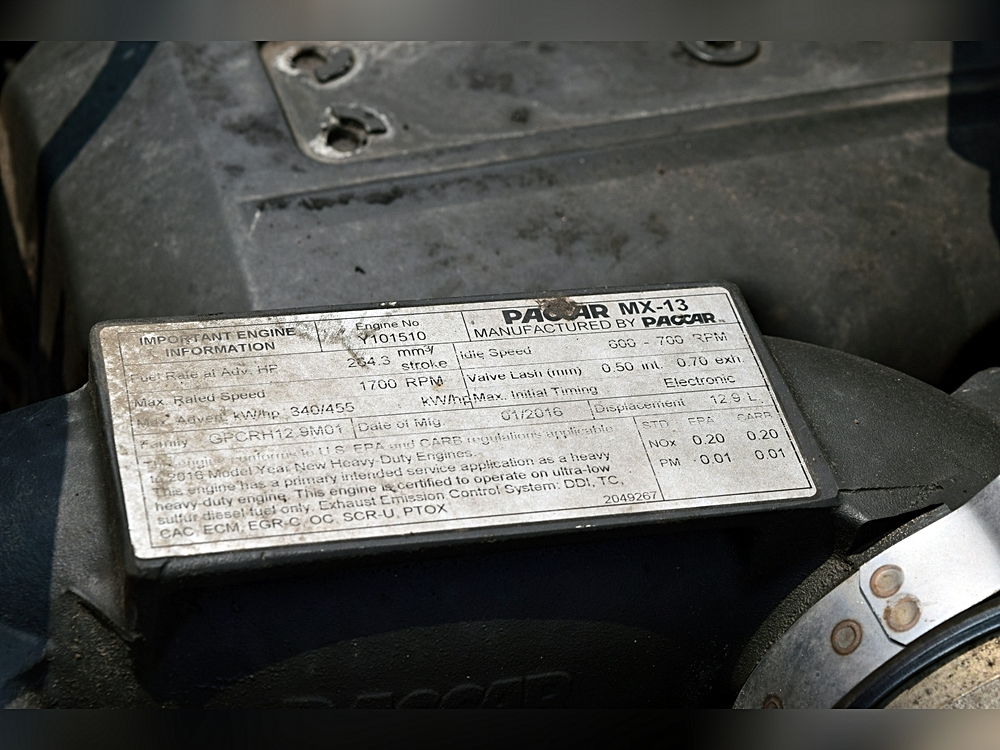 IMPORTANT ENGINE INFORMATION
Engine No
Y101510
PACCAR MX-13
MANUFACTURED BY PACCAR
Fuel Rate at Adv. HP 264.3 mm³/ stroke
Idle Speed 600 - 700 RPM
Max. Rated Speed 1700 RPM
Valve Lash (mm) 0.50 int. 0.70 exh.
Max. Advert. kW/hp 340/455 kW/hp
Max. Initial Timing Electronic
Family GPCRH12.9M01
Date of Mfg. 01/2016
Displacement 12.9 L.
This engine conforms to U.S EPA and CARB regulations applicable
to 2016 Model Year New Heavy-Duty Engines.
This engine has a primary intended service application as a heavy
heavy-duty engine. This engine is certified to operate on ultra-low
sulfur diesel fuel only. Exhaust Emission Control System: DDI, TC,
CAC, ECM, EGR-C, OC, SCR-U, PTOX
2049267
STD. EPA CARB
NOx 0.20 0.20
PM 0.01 0.01
PACCAR